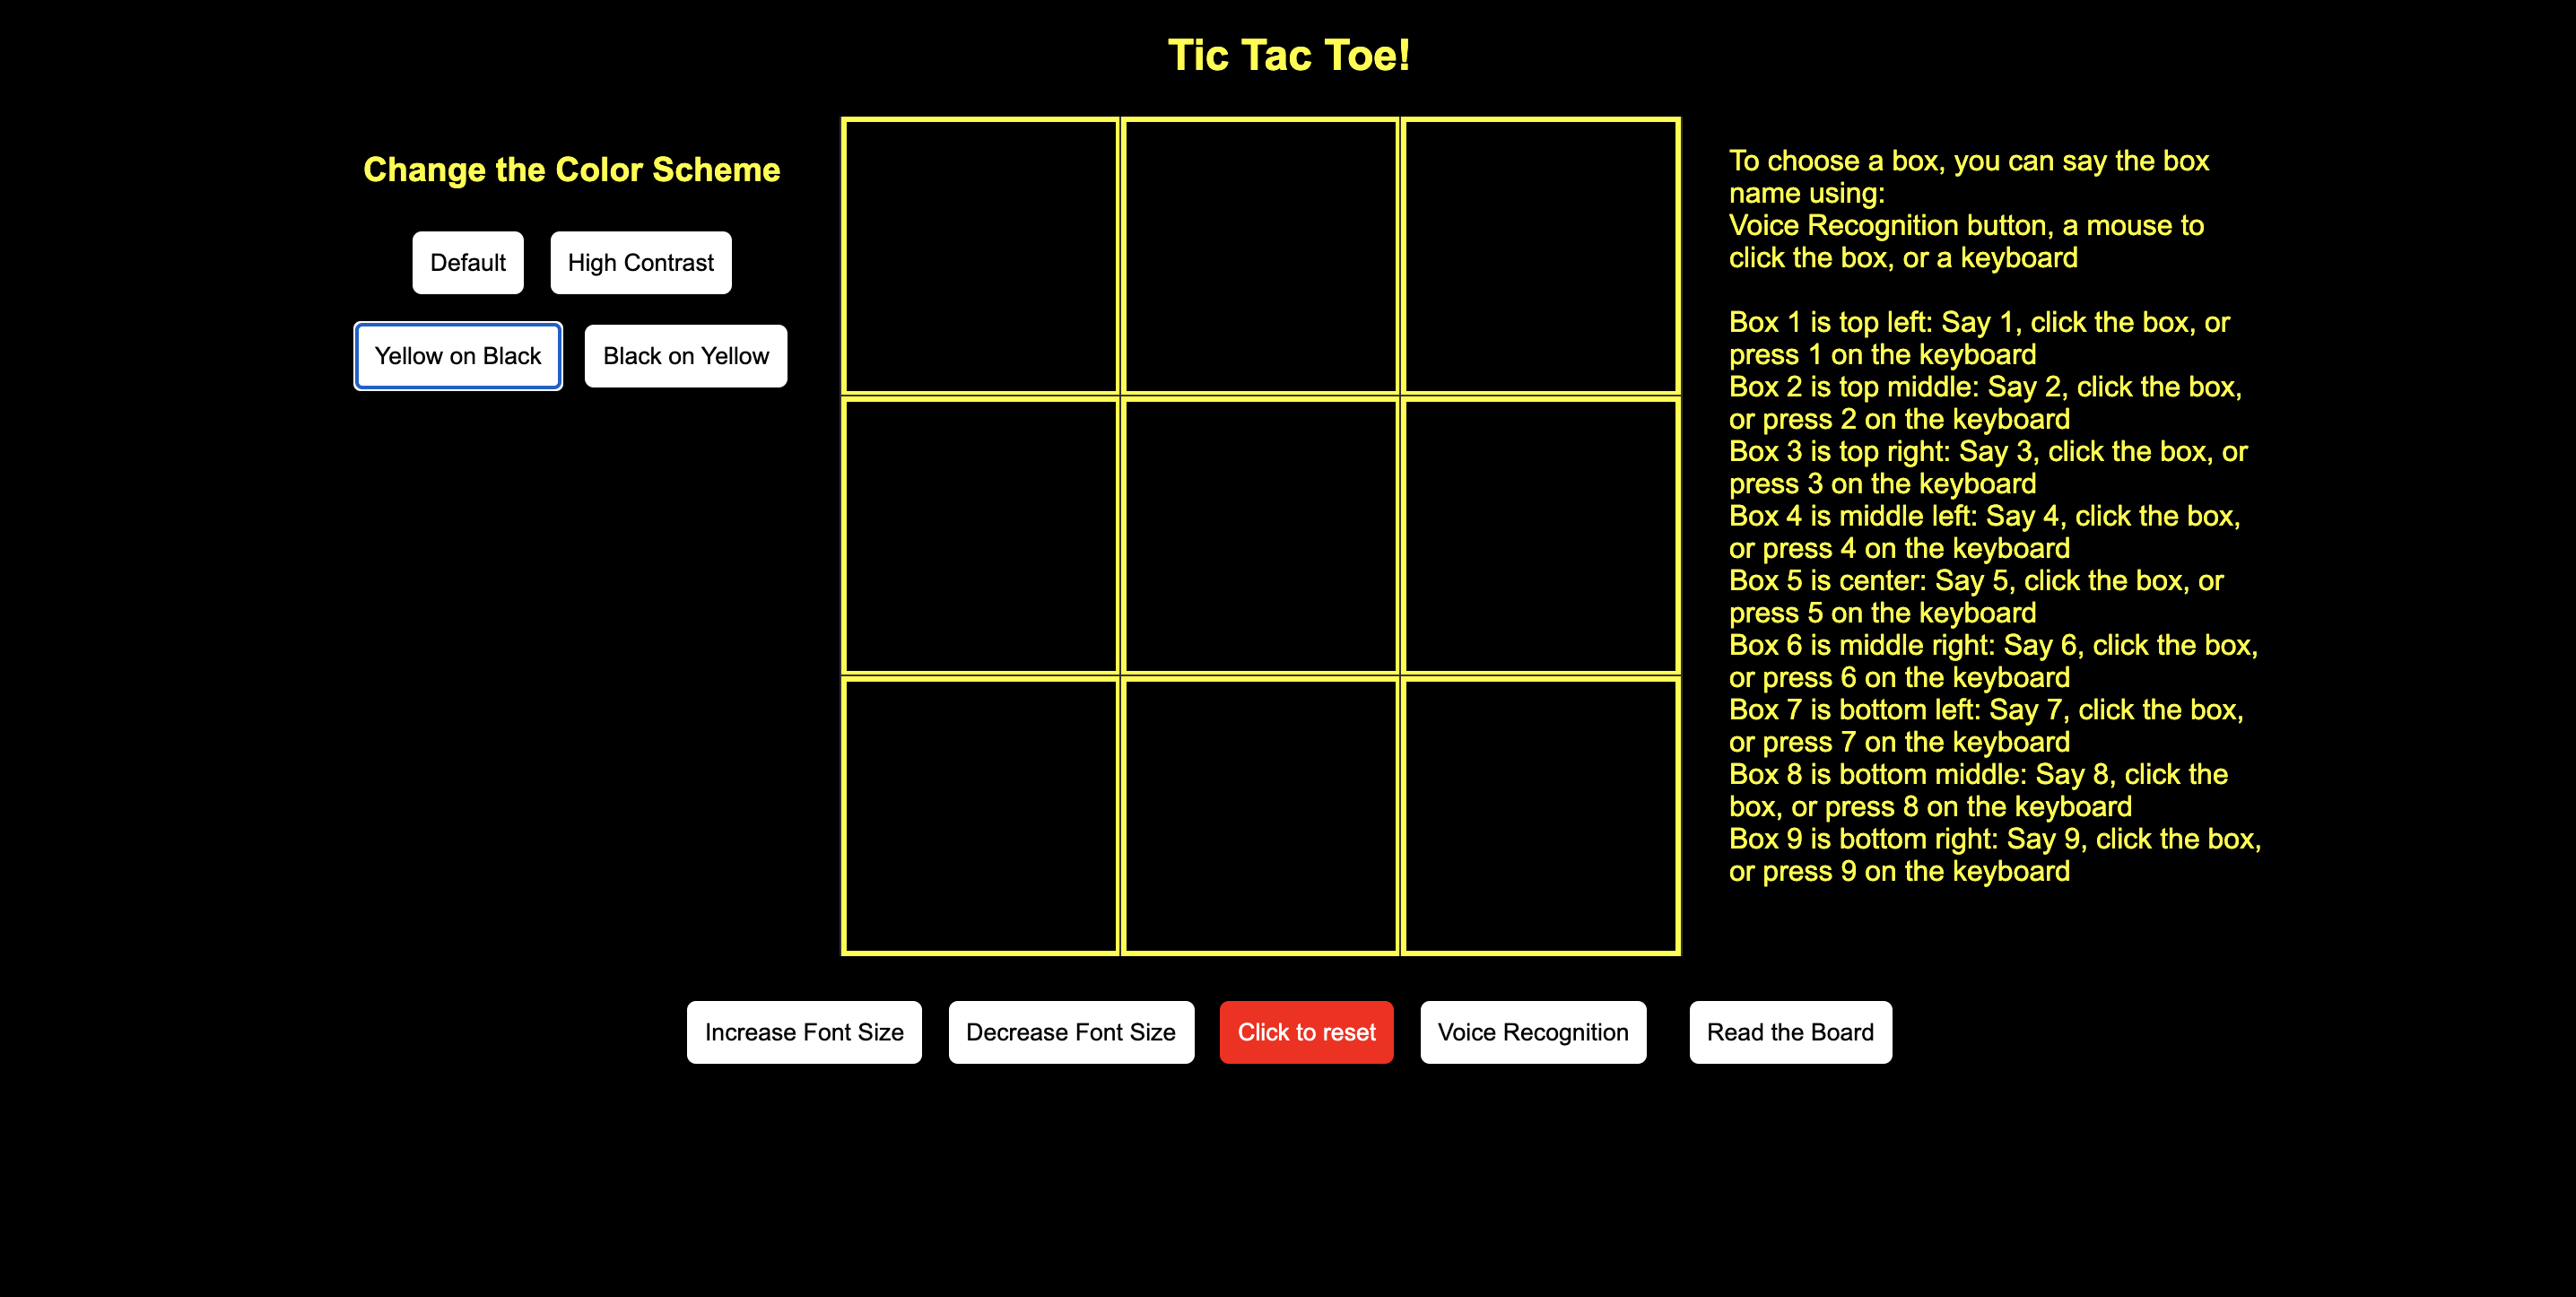 Tic Tac Toe!
Change the Color Scheme
Default
High Contrast
Yellow on Black
Black on Yellow
To choose a box, you can say the box
name using:
Voice Recognition button, a mouse to
click the box, or a keyboard
Box 1 is top left: Say 1, click the box, or
press 1 on the keyboard
Box 2 is top middle: Say 2, click the box,
or press 2 on the keyboard
Box 3 is top right: Say 3, click the box, or
press 3 on the keyboard
Box 4 is middle left: Say 4, click the box,
or press 4 on the keyboard
Box 5 is center: Say 5, click the box, or
press 5 on the keyboard
Box 6 is middle right: Say 6, click the box,
or press 6 on the keyboard
Box 7 is bottom left: Say 7, click the box,
or press 7 on the keyboard
Box 8 is bottom middle: Say 8, click the
box, or press 8 on the keyboard
Box 9 is bottom right: Say 9, click the box,
or press 9 on the keyboard
Increase Font Size
Decrease Font Size
Click to reset
Voice Recognition
Read the Board